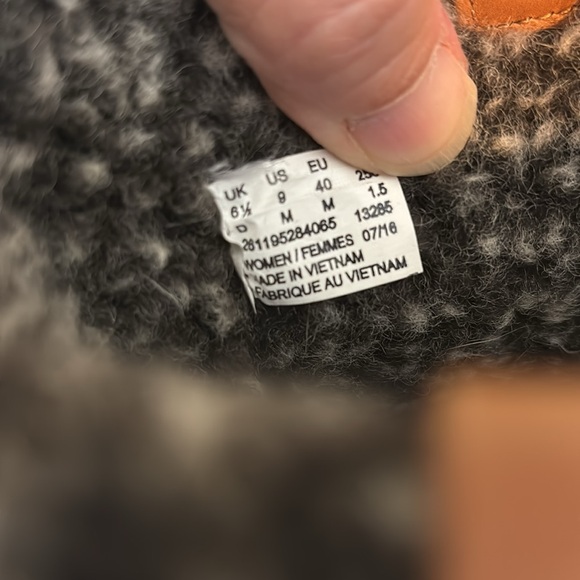 UK US EU
6½ 9 40 1.5
D M M 13285
261195284065
WOMEN / FEMMES 07/16
MADE IN VIETNAM
FABRIQUE AU VIETNAM